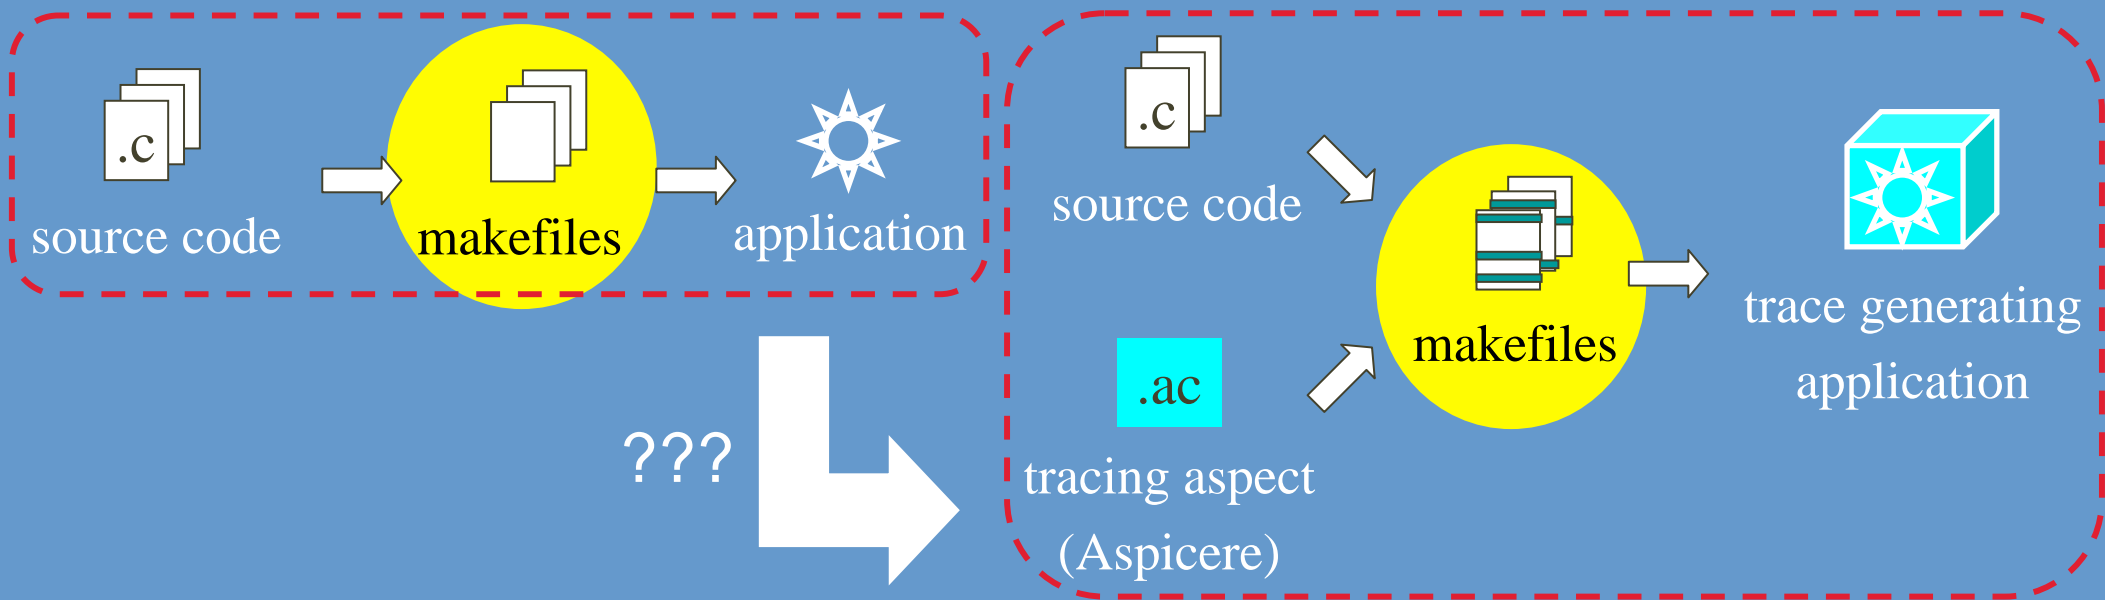 .c
source code
makefiles
application
???
.c
source code
.ac
tracing aspect
(Aspicere)
makefiles
trace generating
application